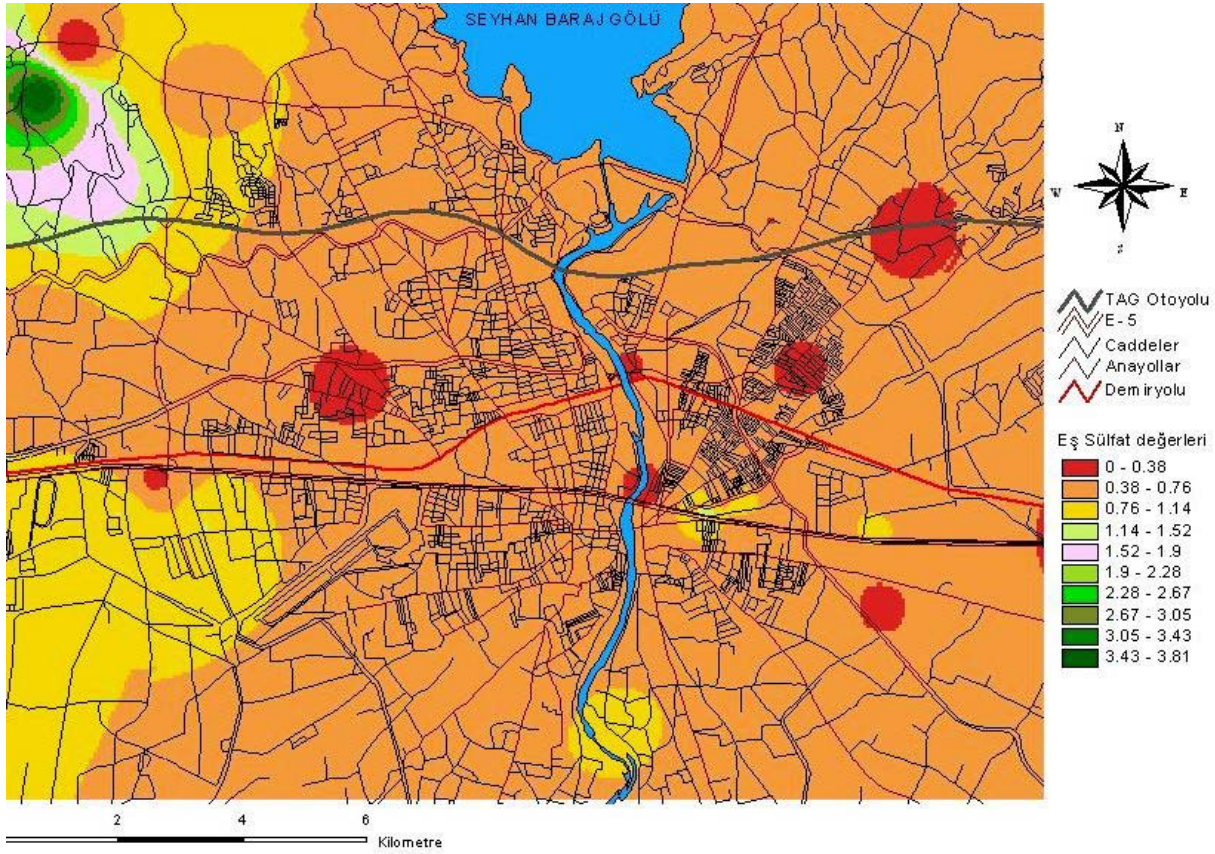 SEYHAN BARAJ GÖLÜ
N
W E
S
TAG Otoyolu
E-5
Caddeler
Anayollar
Demiryolu
Eş Sülfat değerleri
0 - 0.38
0.38 - 0.76
0.76 - 1.14
1.14 - 1.52
1.52 - 1.9
1.9 - 2.28
2.28 - 2.67
2.67 - 3.05
3.05 - 3.43
3.43 - 3.81
2 4 6
Kilometre